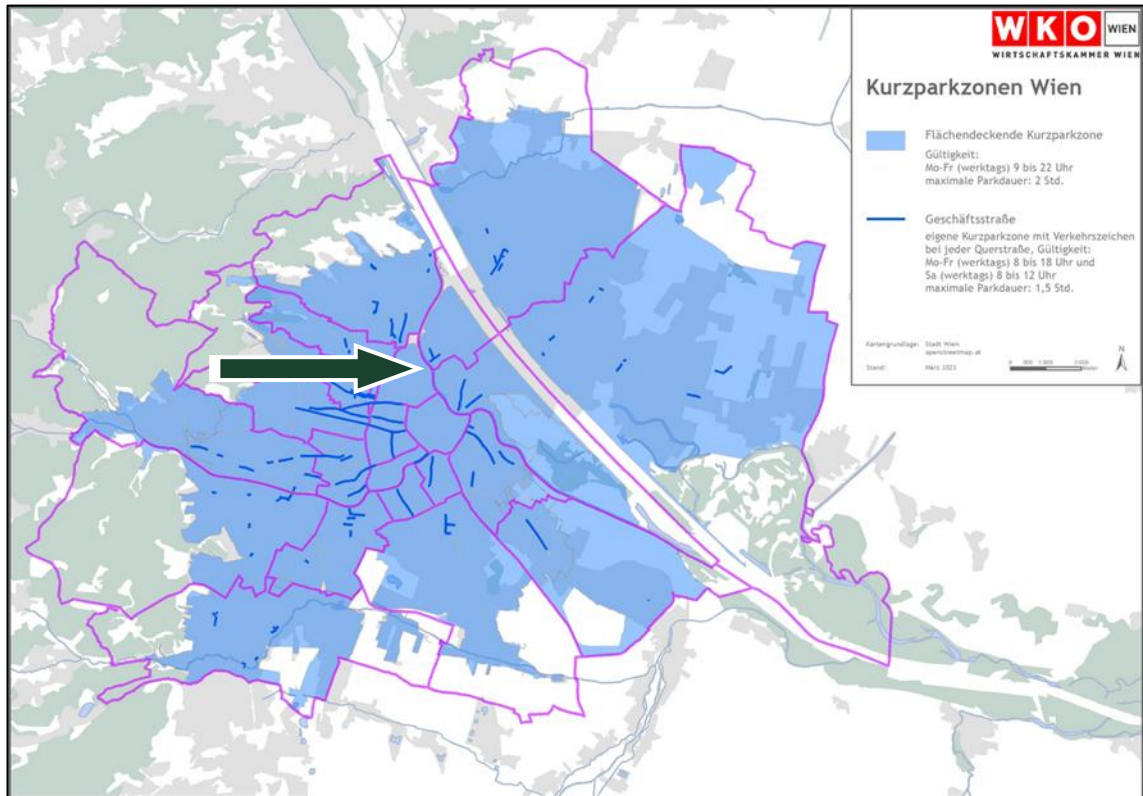 WKO WIEN
WIRTSCHAFTSKAMMER WIEN
Kurzparkzonen Wien
Flächendeckende Kurzparkzone
Gültigkeit:
Mo-Fr (werktags) 9 bis 22 Uhr
maximale Parkdauer: 2 Std.
Geschäftsstraße
eigene Kurzparkzone mit Verkehrszeichen
bei jeder Querstraße, Gültigkeit:
Mo-Fr (werktags) 8 bis 18 Uhr und
Sa (werktags) 8 bis 12 Uhr
maximale Parkdauer: 1,5 Std.
Kartengrundlage: Stadt Wien
openstreetmap.at
Stand: März 2023
N